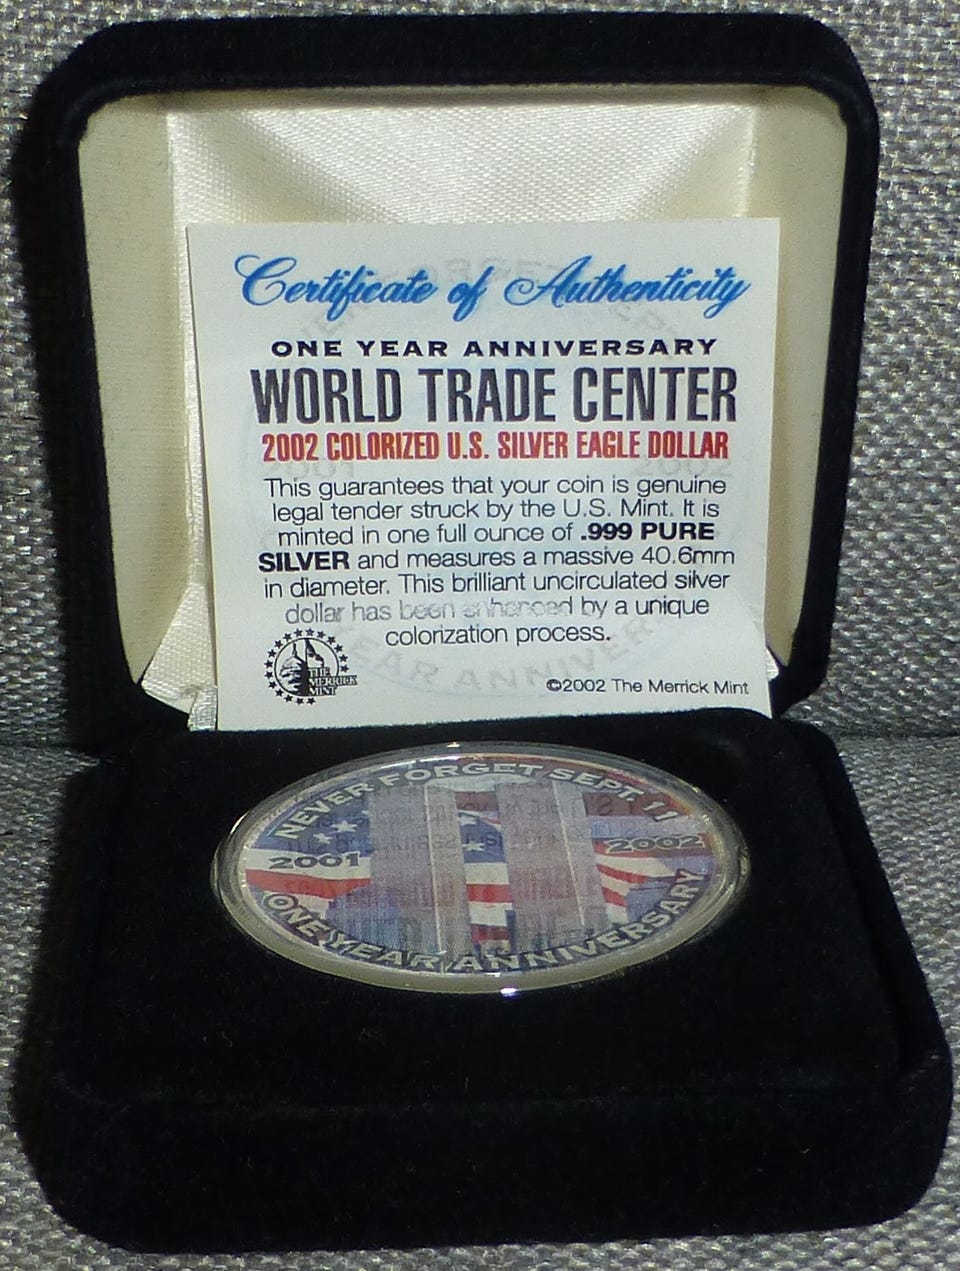 Certificate of Authenticity
ONE YEAR ANNIVERSARY
WORLD TRADE CENTER
2002 COLORIZED U.S. SILVER EAGLE DOLLAR
This guarantees that your coin is genuine
legal tender struck by the U.S. Mint. It is
minted in one full ounce of .999 PURE
SILVER and measures a massive 40.6mm
in diameter. This brilliant uncirculated silver
dollar has been enhanced by a unique
colorization process.
THE
MERRICK
MINT
©2002 The Merrick Mint
NEVER FORGET SEPT 11
2001
2002
ONE YEAR ANNIVERSARY